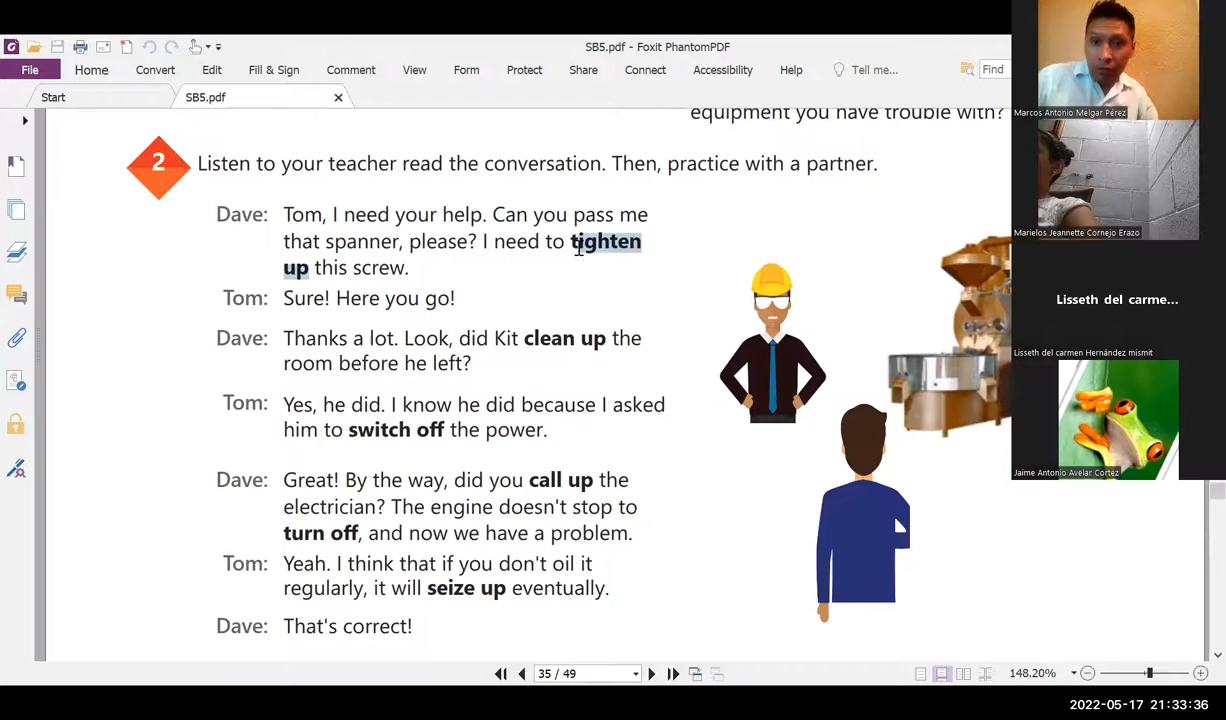 SB5.pdf - Foxit PhantomPDF
File Home Convert Edit Fill & Sign Comment View Form Protect Share Connect Accessibility Help Tell me... Find
Start SB5.pdf
equipment you have trouble with?
2 Listen to your teacher read the conversation. Then, practice with a partner.
Dave: Tom, I need your help. Can you pass me
that spanner, please? I need to tighten
up this screw.
Tom: Sure! Here you go!
Dave: Thanks a lot. Look, did Kit clean up the
room before he left?
Tom: Yes, he did. I know he did because I asked
him to switch off the power.
Dave: Great! By the way, did you call up the
electrician? The engine doesn't stop to
turn off, and now we have a problem.
Tom: Yeah. I think that if you don't oil it
regularly, it will seize up eventually.
Dave: That's correct!
Marcos Antonio Melgar Pérez
Marielos Jeannette Cornejo Erazo
Lisseth del carme...
Lisseth del carmen Hernández mismit
Jaime Antonio Avelar Cortez
35 / 49
148.20%
2022-05-17 21:33:36